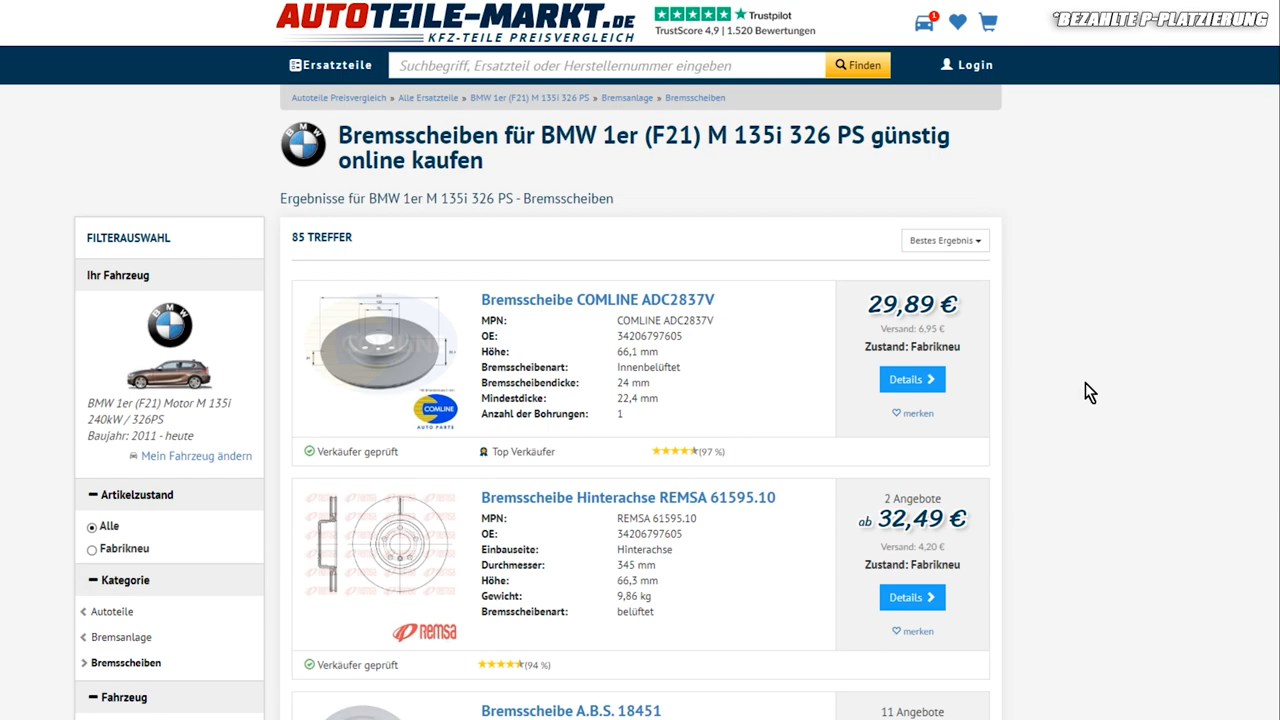 AUTOTEILE-MARKT.DE
KFZ-TEILE PREISVERGLEICH
Trustpilot
TrustScore 4,9 | 1.520 Bewertungen
1
*BEZAHLTE P-PLATZIERUNG
Ersatzteile
Suchbegriff, Ersatzteil oder Herstellernummer eingeben
Finden
Login
Autoteile Preisvergleich » Alle Ersatzteile » BMW 1er (F21) M 135i 326 PS » Bremsanlage » Bremsscheiben
BMW
Bremsscheiben für BMW 1er (F21) M 135i 326 PS günstig
online kaufen
Ergebnisse für BMW 1er M 135i 326 PS - Bremsscheiben
FILTERAUSWAHL
Ihr Fahrzeug
BMW
BMW 1er (F21) Motor M 135i
240kW / 326PS
Baujahr: 2011 - heute
Mein Fahrzeug ändern
Artikelzustand
Alle
Fabrikneu
Kategorie
Autoteile
Bremsanlage
Bremsscheiben
Fahrzeug
85 TREFFER
Bestes Ergebnis
Bremsscheibe COMLINE ADC2837V
MPN: COMLINE ADC2837V
OE: 34206797605
Höhe: 66,1 mm
Bremsscheibenart: Innenbelüftet
Bremsscheibendicke: 24 mm
Mindestdicke: 22,4 mm
Anzahl der Bohrungen: 1
COMLINE
AUTO PARTS
29,89 €
Versand: 6,95 €
Zustand: Fabrikneu
Details
merken
Verkäufer geprüft
Top Verkäufer
(97 %)
Bremsscheibe Hinterachse REMSA 61595.10
MPN: REMSA 61595.10
OE: 34206797605
Einbauseite: Hinterachse
Durchmesser: 345 mm
Höhe: 66,3 mm
Gewicht: 9,86 kg
Bremsscheibenart: belüftet
Remsa
2 Angebote
ab 32,49 €
Versand: 4,20 €
Zustand: Fabrikneu
Details
merken
Verkäufer geprüft
(94 %)
Bremsscheibe A.B.S. 18451
11 Angebote